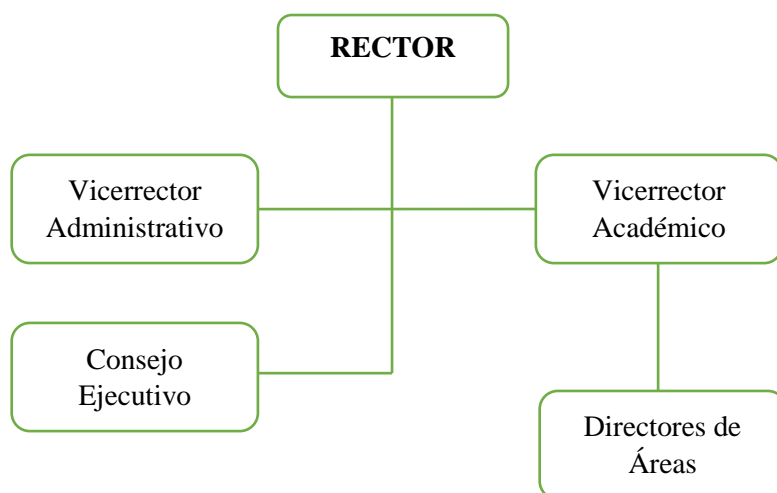 RECTOR
Vicerrector
Administrativo
Vicerrector
Académico
Consejo
Ejecutivo
Directores de
Áreas